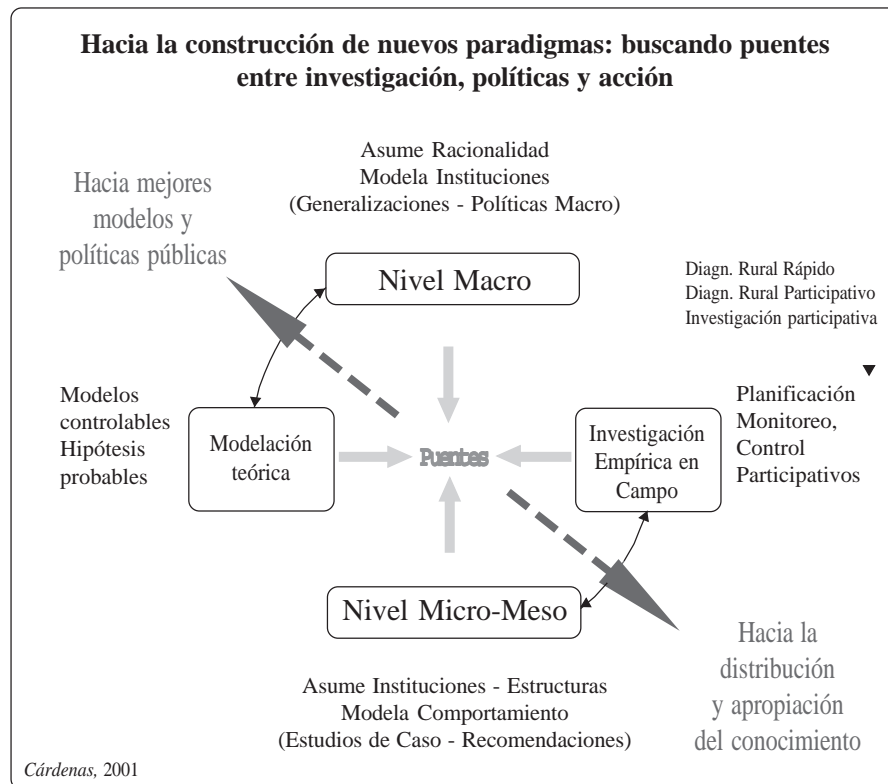 Hacia la construcción de nuevos paradigmas: buscando puentes
entre investigación, políticas y acción
Asume Racionalidad
Modela Instituciones
(Generalizaciones - Políticas Macro)
Hacia mejores
modelos y
políticas públicas
Nivel Macro
Diagn. Rural Rápido
Diagn. Rural Participativo
Investigación participativa
Modelos
controlables
Hipótesis
probables
Modelación
teórica
Puentes
Investigación
Empírica en
Campo
Planificación
Monitoreo,
Control
Participativos
Nivel Micro-Meso
Asume Instituciones - Estructuras
Modela Comportamiento
(Estudios de Caso - Recomendaciones)
Hacia la
distribución
y apropiación
del conocimiento
Cárdenas, 2001